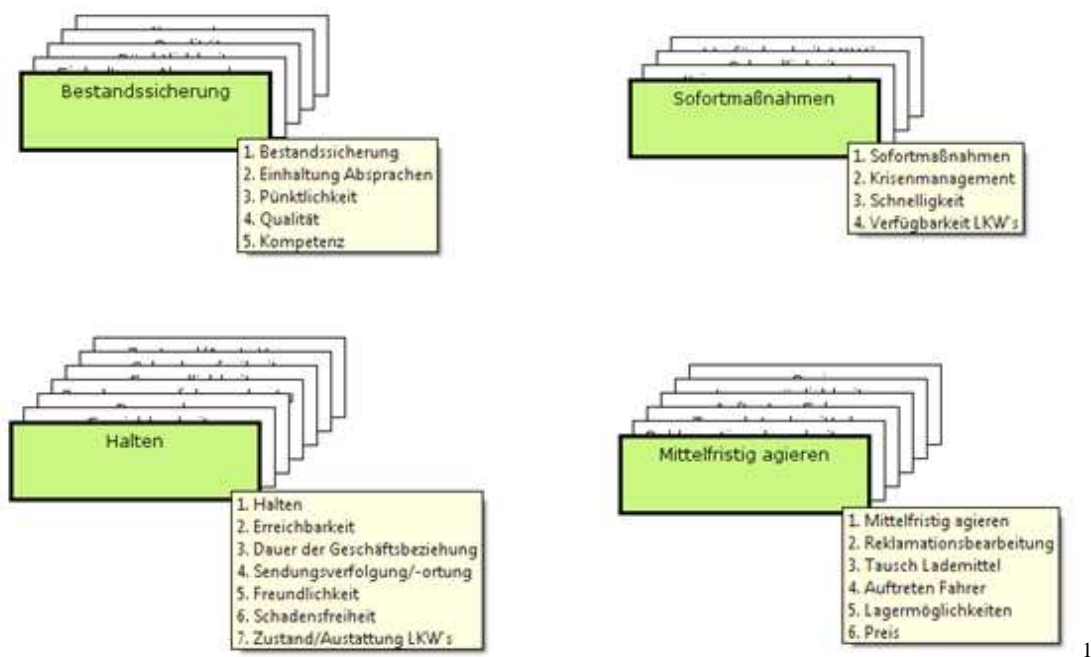 Bestandssicherung
1. Bestandssicherung
2. Einhaltung Absprachen
3. Pünktlichkeit
4. Qualität
5. Kompetenz
Sofortmaßnahmen
1. Sofortmaßnahmen
2. Krisenmanagement
3. Schnelligkeit
4. Verfügbarkeit LKW's
Halten
1. Halten
2. Erreichbarkeit
3. Dauer der Geschäftsbeziehung
4. Sendungsverfolgung/-ortung
5. Freundlichkeit
6. Schadensfreiheit
7. Zustand/Austattung LKW's
Mittelfristig agieren
1. Mittelfristig agieren
2. Reklamationsbearbeitung
3. Tausch Lademittel
4. Auftreten Fahrer
5. Lagermöglichkeiten
6. Preis
1